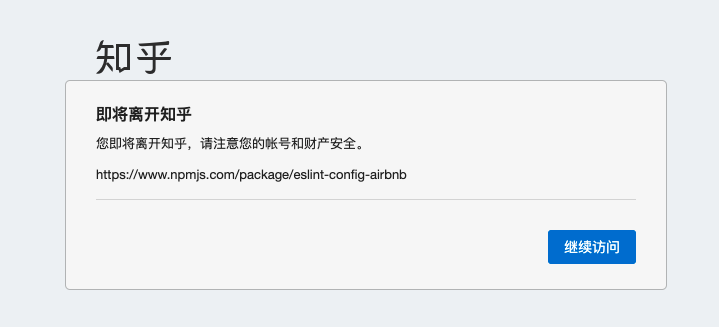 知乎
即将离开知乎
您即将离开知乎，请注意您的帐号和财产安全。
https://www.npmjs.com/package/eslint-config-airbnb
继续访问